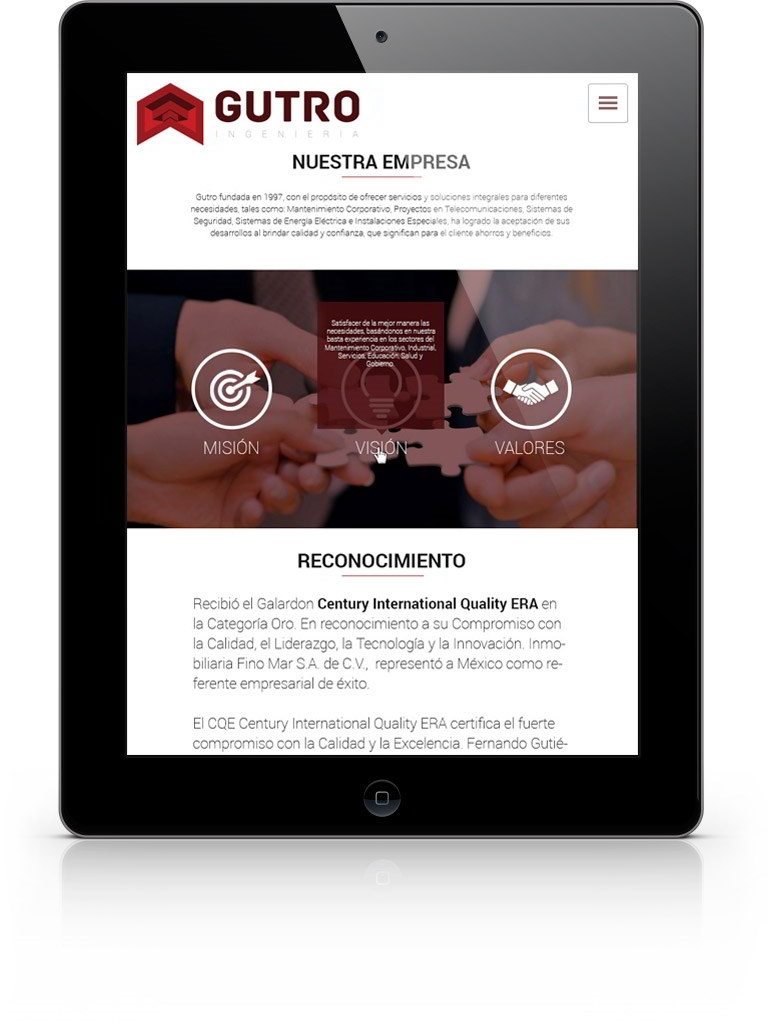 GUTRO
INGENIERIA
NUESTRA EMPRESA
Gutro fundada en 1997, con el propósito de ofrecer servicios y soluciones integrales para diferentes
necesidades, tales como: Mantenimiento Corporativo, Proyectos en Telecomunicaciones, Sistemas de
Seguridad, Sistemas de Energía Eléctrica e Instalaciones Especiales, ha logrado la aceptación de sus
desarrollos al brindar calidad y confianza, que significan para el cliente ahorros y beneficios.
Satisfacer de la mejor manera las
necesidades, basándonos en nuestra
basta experiencia en los sectores del
Mantenimiento Corporativo, Industrial,
Servicios, Educación, Salud y
Gobierno.
MISIÓN VISIÓN VALORES
RECONOCIMIENTO
Recibió el Galardon Century International Quality ERA en
la Categoría Oro. En reconocimiento a su Compromiso con
la Calidad, el Liderazgo, la Tecnología y la Innovación. Inmo-
biliaria Fino Mar S.A. de C.V., representó a México como re-
ferente empresarial de éxito.
El CQE Century International Quality ERA certifica el fuerte
compromiso con la Calidad y la Excelencia. Fernando Gutié-